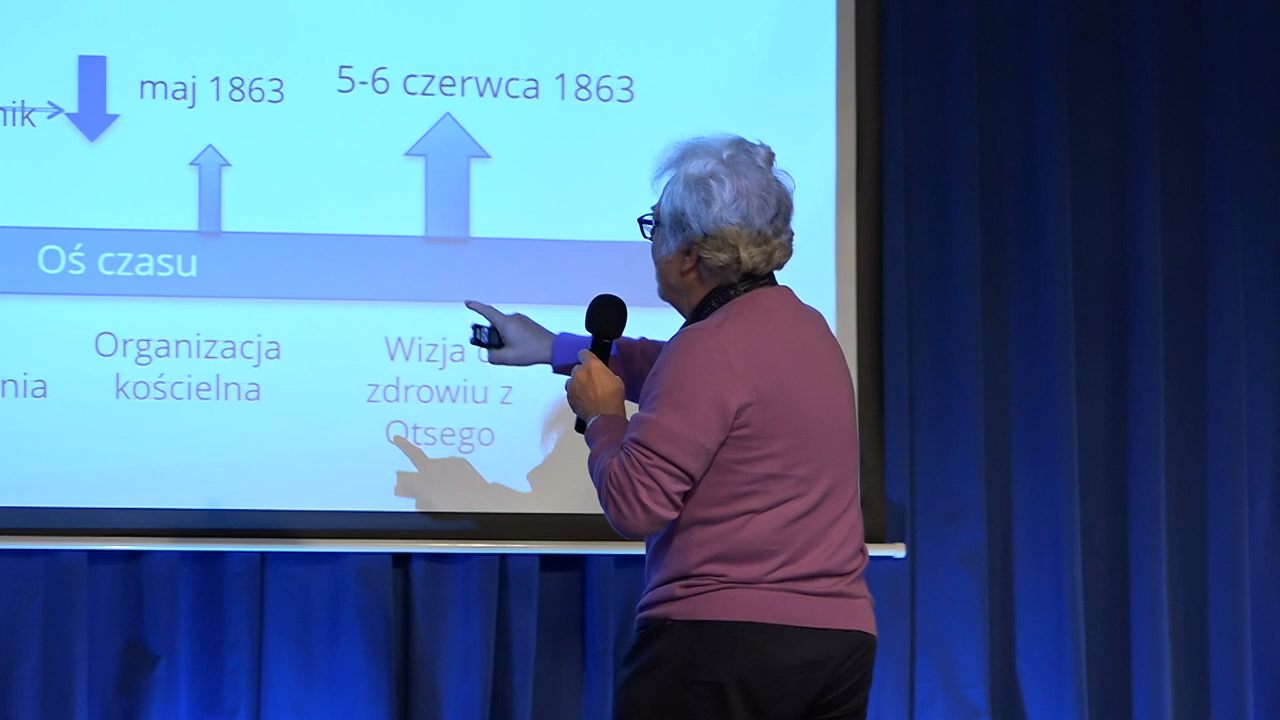 nik
maj 1863
5-6 czerwca 1863
Oś czasu
nia
Organizacja
kościelna
Wizja o
zdrowiu z
Otsego